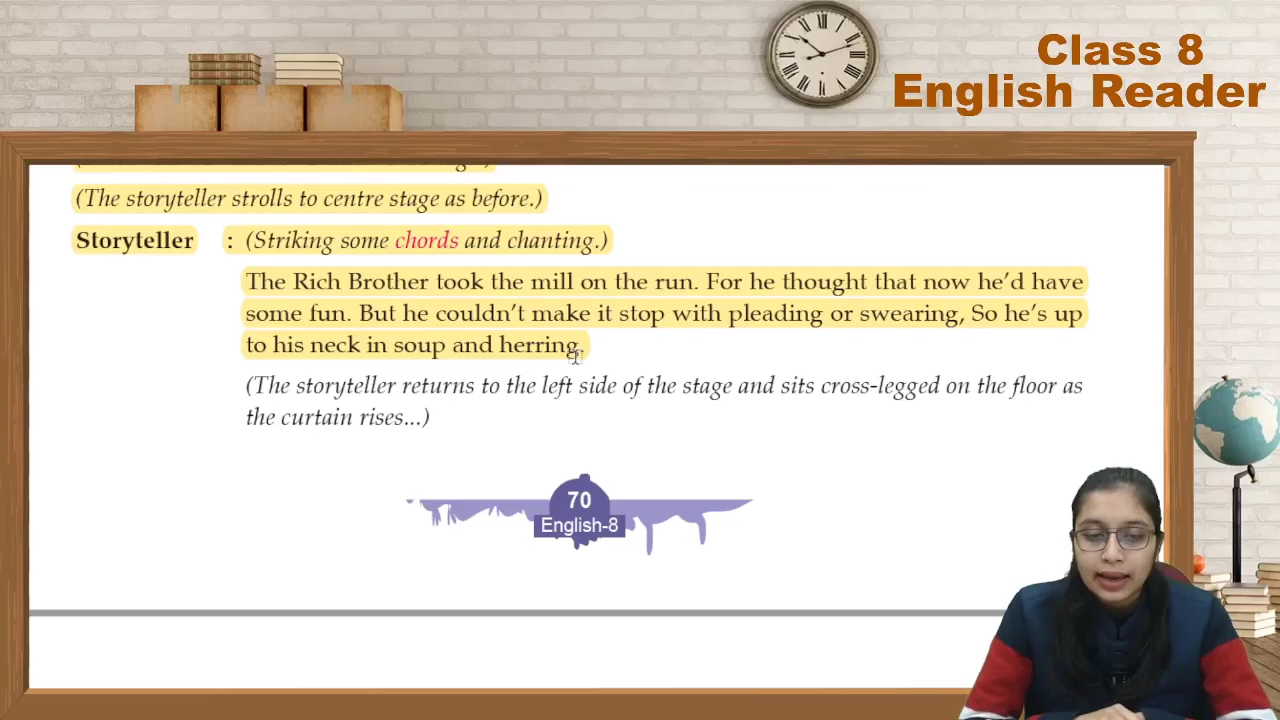 Class 8
English Reader
(The storyteller strolls to centre stage as before.)
Storyteller : (Striking some chords and chanting.)
The Rich Brother took the mill on the run. For he thought that now he’d have
some fun. But he couldn’t make it stop with pleading or swearing, So he’s up
to his neck in soup and herring.
(The storyteller returns to the left side of the stage and sits cross-legged on the floor as
the curtain rises...)
70
English-8